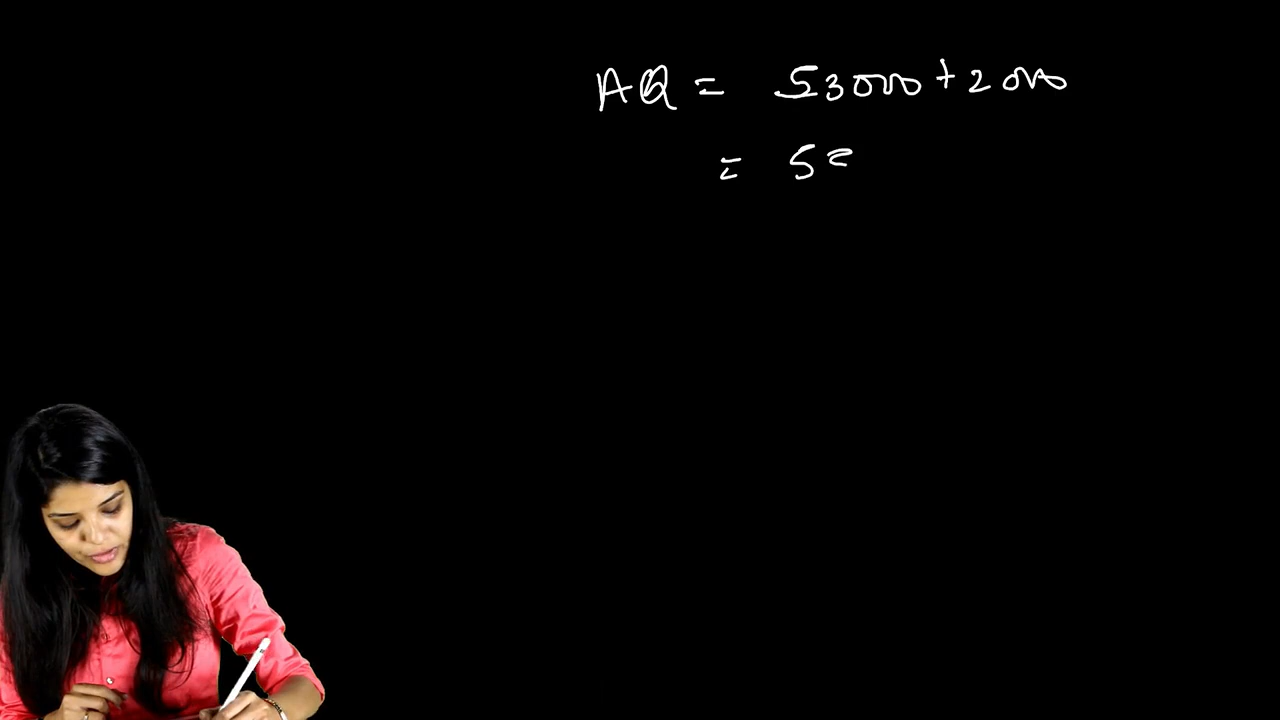 AQ = 53000 + 2000
= 5